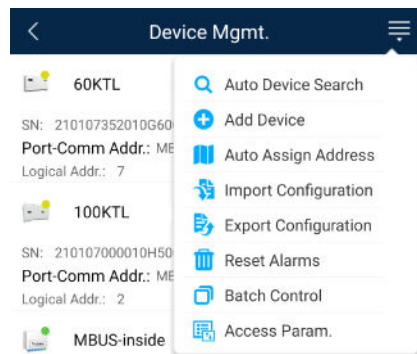 Device Mgmt.
60KTL
SN: 210107352010G60
Port-Comm Addr.: ME
Logical Addr.: 7
100KTL
SN: 210107000010H50
Port-Comm Addr.: ME
Logical Addr.: 2
MBUS-inside
Auto Device Search
Add Device
Auto Assign Address
Import Configuration
Export Configuration
Reset Alarms
Batch Control
Access Param.